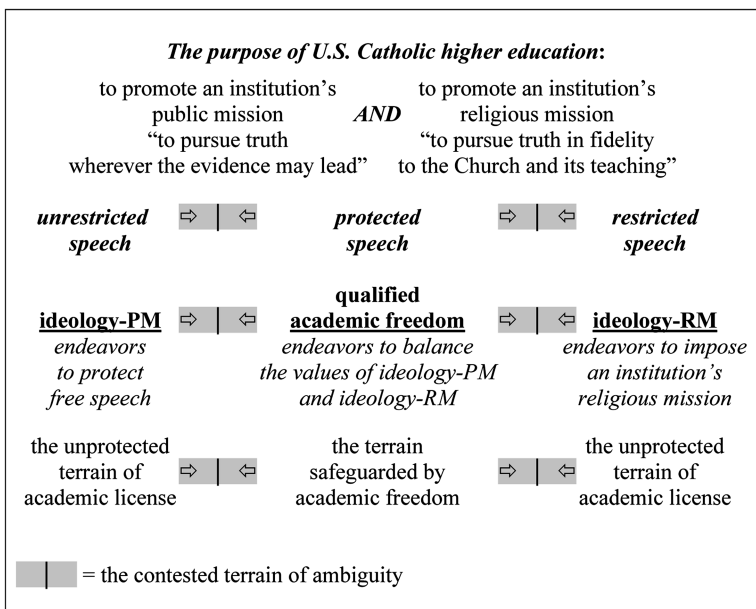 The purpose of U.S. Catholic higher education:
to promote an institution's
public mission
"to pursue truth
wherever the evidence may lead"
AND
to promote an institution's
religious mission
"to pursue truth in fidelity
to the Church and its teaching"
unrestricted
speech
protected
speech
restricted
speech
ideology-PM
endeavors
to protect
free speech
qualified
academic freedom
endeavors to balance
the values of ideology-PM
and ideology-RM
ideology-RM
endeavors to impose
an institution's
religious mission
the unprotected
terrain of
academic license
the terrain
safeguarded by
academic freedom
the unprotected
terrain of
academic license
= the contested terrain of ambiguity